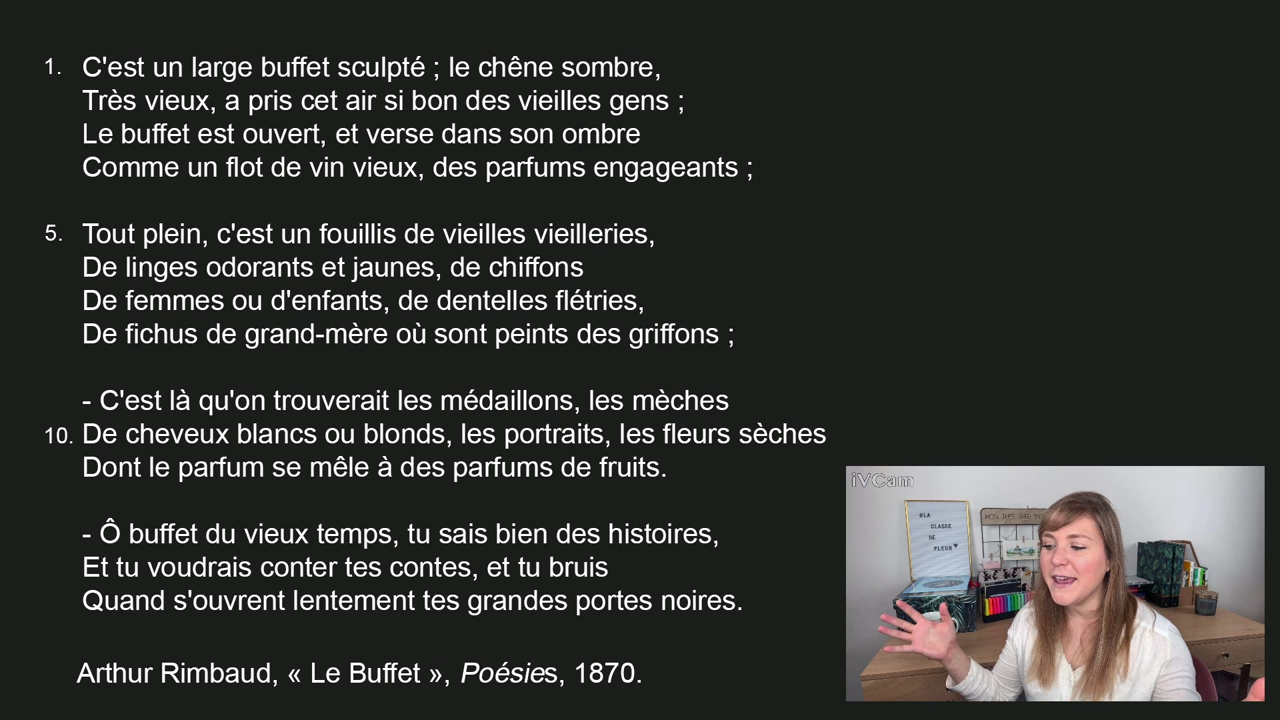 1. C'est un large buffet sculpté ; le chêne sombre,
Très vieux, a pris cet air si bon des vieilles gens ;
Le buffet est ouvert, et verse dans son ombre
Comme un flot de vin vieux, des parfums engageants ;
5. Tout plein, c'est un fouillis de vieilles vieilleries,
De linges odorants et jaunes, de chiffons
De femmes ou d'enfants, de dentelles flétries,
De fichus de grand-mère où sont peints des griffons ;
- C'est là qu'on trouverait les médaillons, les mèches
10. De cheveux blancs ou blonds, les portraits, les fleurs sèches
Dont le parfum se mêle à des parfums de fruits.
- Ô buffet du vieux temps, tu sais bien des histoires,
Et tu voudrais conter tes contes, et tu bruis
Quand s'ouvrent lentement tes grandes portes noires.
Arthur Rimbaud, « Le Buffet », Poésies, 1870.
iVCam
#LA
CLASSE
DE
FLEUR